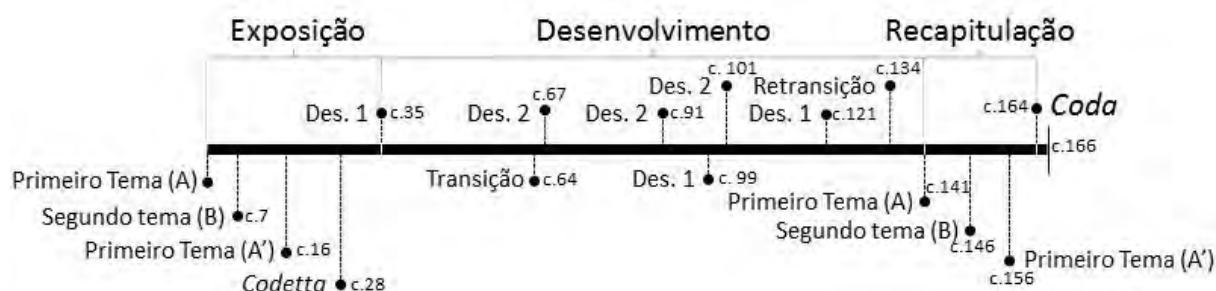 Exposição Desenvolvimento Recapitulação
Des. 1 c.35
Des. 2 c.67
Des. 2 c.91
Des. 2 c. 101
Des. 1 c.121
Retransição c.134
c.164 Coda
c.166
Primeiro Tema (A)
Segundo tema (B) c.7
Primeiro Tema (A’) c.16
Codetta c.28
Transição c.64
Des. 1 c. 99
Primeiro Tema (A) c.141
Segundo tema (B) c.146
c.156 Primeiro Tema (A’)